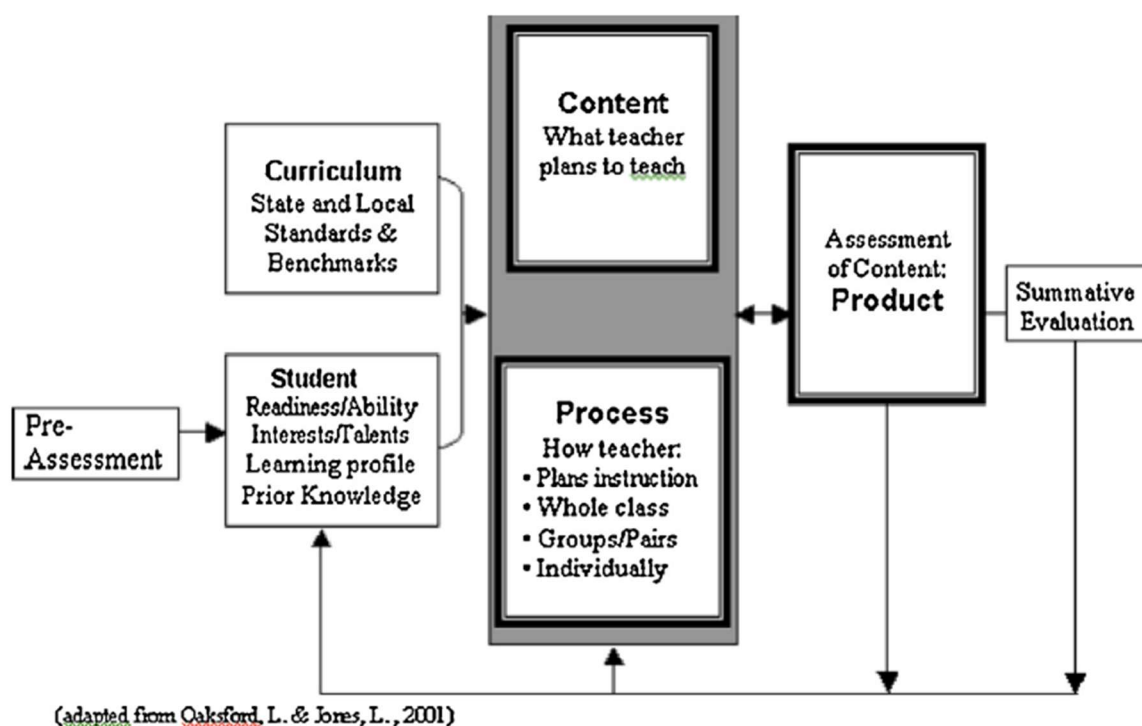 Content
What teacher
plans to teach
Curriculum
State and Local
Standards &
Benchmarks
Assessment
of Content:
Product
Summative
Evaluation
Student
Readiness/Ability
Interests/Talents
Learning profile
Prior Knowledge
Pre-
Assessment
Process
How teacher:
• Plans instruction
• Whole class
• Groups/Pairs
• Individually
(adapted from Oaksford, L. & Jones, L., 2001)